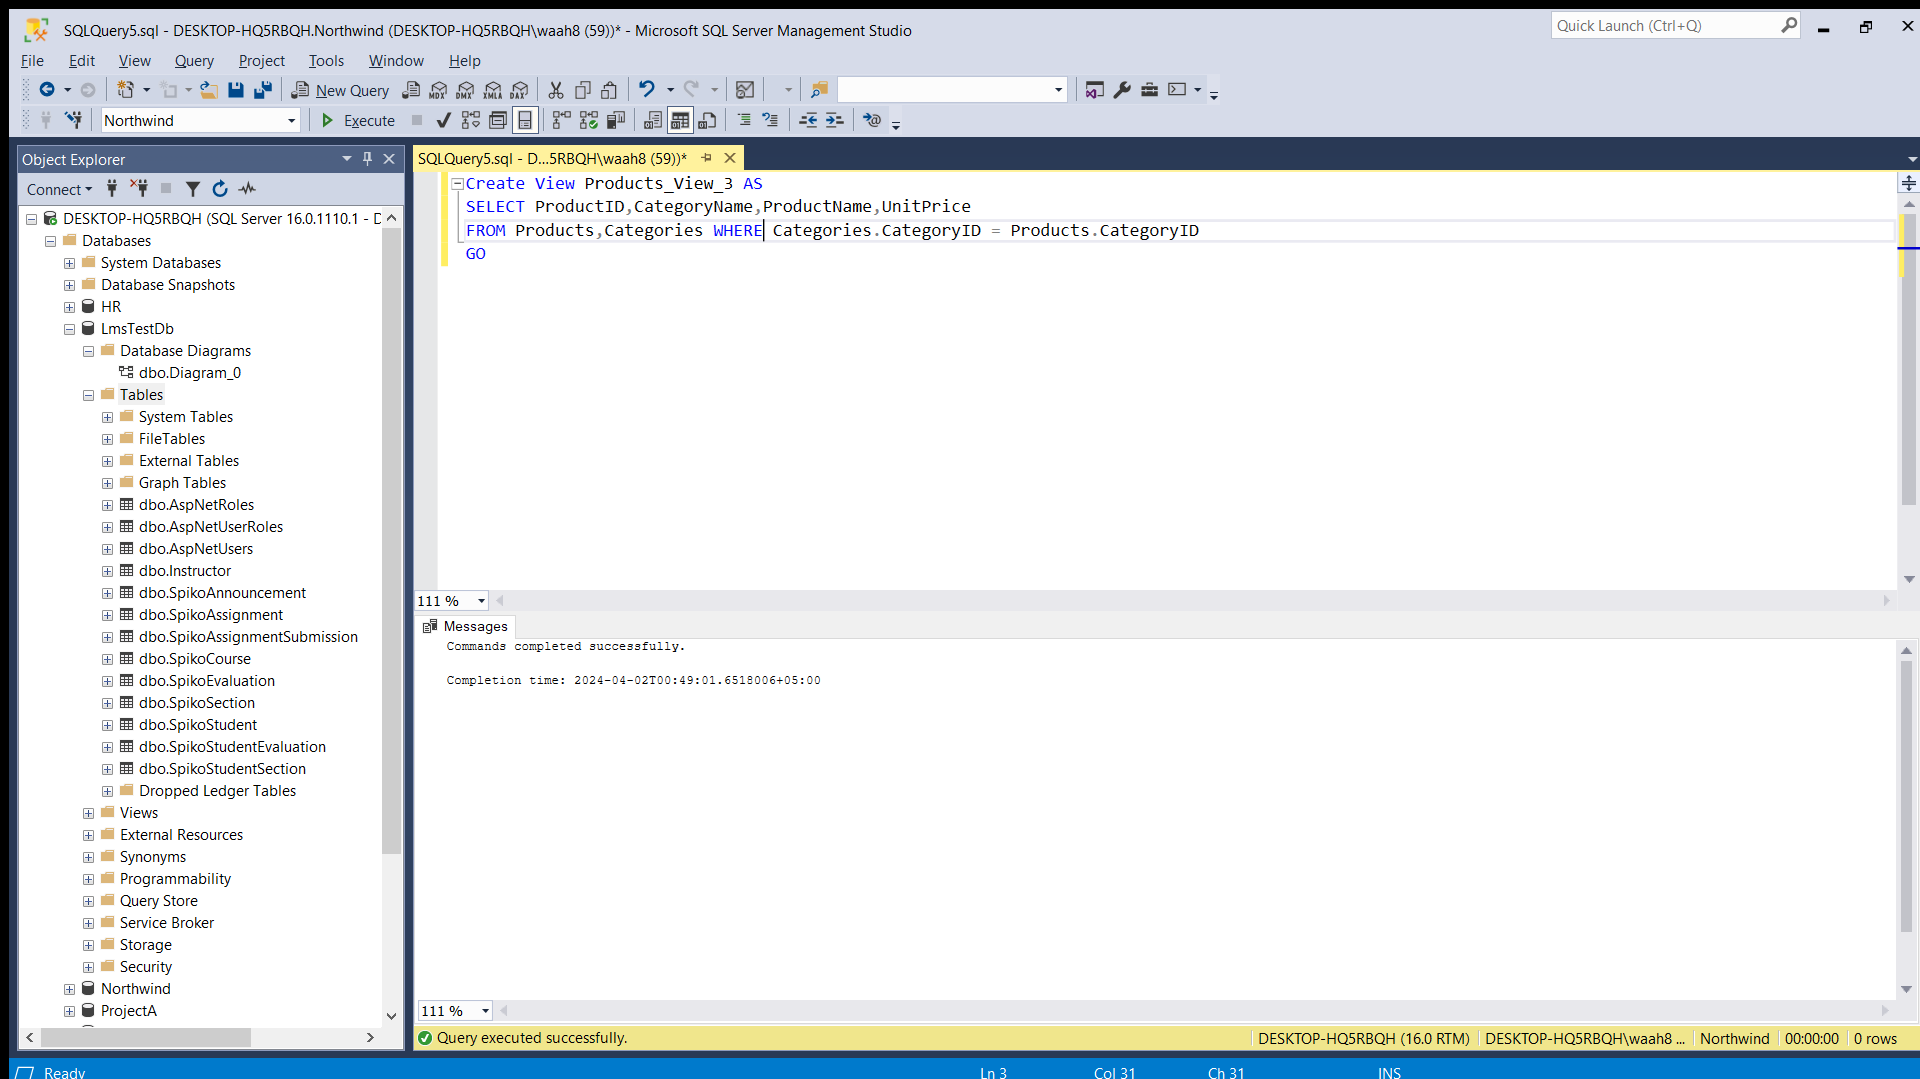 SQLQuery5.sql - DESKTOP-HQ5RBQH.Northwind (DESKTOP-HQ5RBQH\waah8 (59))* - Microsoft SQL Server Management Studio
Quick Launch (Ctrl+Q)
File Edit View Query Project Tools Window Help
New Query
MDX DMX XMLA DAX
Northwind
Execute
Object Explorer
SQLQuery5.sql - D...5RBQH\waah8 (59))*
Connect
DESKTOP-HQ5RBQH (SQL Server 16.0.1110.1 - D
Databases
System Databases
Database Snapshots
HR
LmsTestDb
Database Diagrams
dbo.Diagram_0
Tables
System Tables
FileTables
External Tables
Graph Tables
dbo.AspNetRoles
dbo.AspNetUserRoles
dbo.AspNetUsers
dbo.Instructor
dbo.SpikoAnnouncement
dbo.SpikoAssignment
dbo.SpikoAssignmentSubmission
dbo.SpikoCourse
dbo.SpikoEvaluation
dbo.SpikoSection
dbo.SpikoStudent
dbo.SpikoStudentEvaluation
dbo.SpikoStudentSection
Dropped Ledger Tables
Views
External Resources
Synonyms
Programmability
Query Store
Service Broker
Storage
Security
Northwind
ProjectA
Create View Products_View_3 AS
SELECT ProductID,CategoryName,ProductName,UnitPrice
FROM Products,Categories WHERE Categories.CategoryID = Products.CategoryID
GO
111 %
Messages
Commands completed successfully.
Completion time: 2024-04-02T00:49:01.6518006+05:00
111 %
Query executed successfully.
DESKTOP-HQ5RBQH (16.0 RTM) DESKTOP-HQ5RBQH\waah8 ... Northwind 00:00:00 0 rows
Ready Ln 3 Col 31 Ch 31 INS